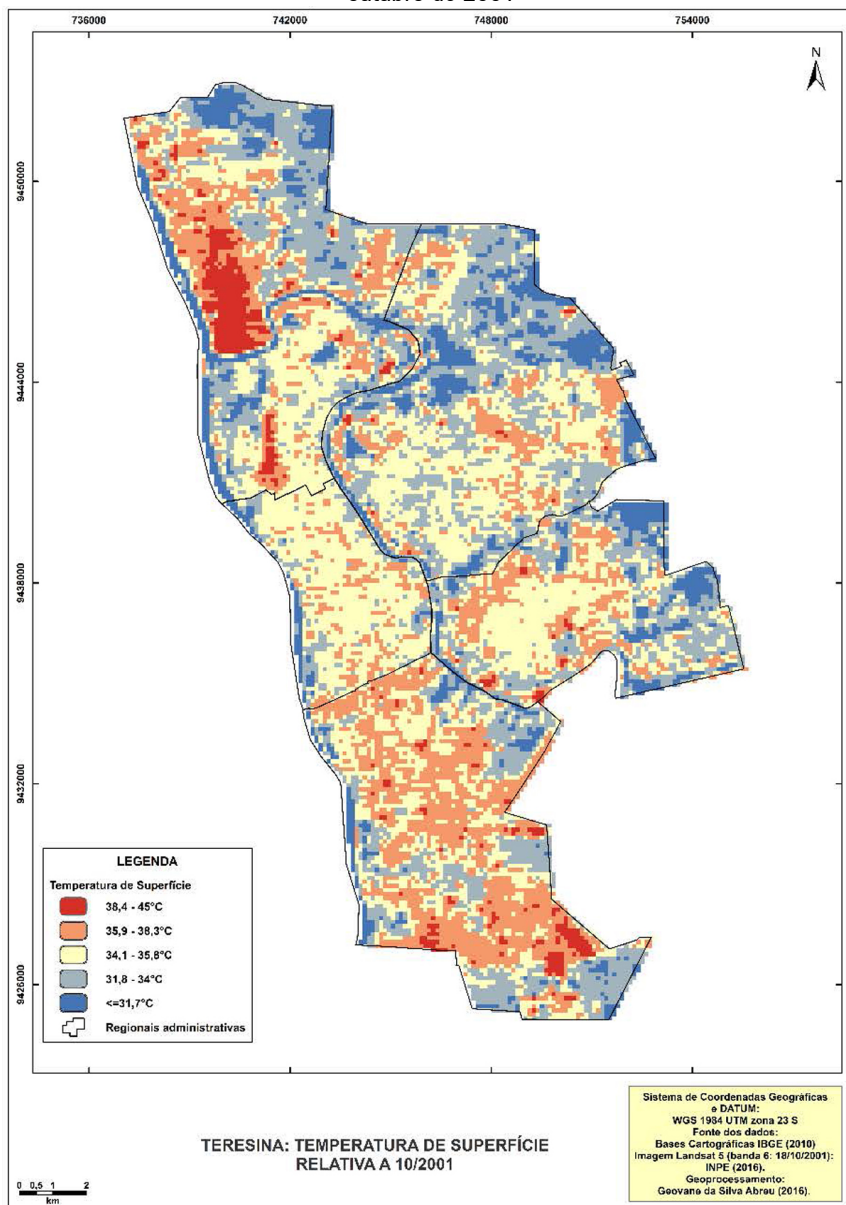 736000
742000
748000
754000
N
9450000
9444000
9438000
9432000
9426000
LEGENDA
Temperatura de Superfície
38,4 - 45°C
35,9 - 38,3°C
34,1 - 35,8°C
31,8 - 34°C
<=31,7°C
Regionais administrativas
TERESINA: TEMPERATURA DE SUPERFÍCIE
RELATIVA A 10/2001
0 0,5 1 2
km
Sistema de Coordenadas Geográficas
e DATUM:
WGS 1984 UTM zona 23 S
Fonte dos dados:
Bases Cartográficas IBGE (2010)
Imagem Landsat 5 (banda 6: 18/10/2001):
INPE (2016).
Geoprocessamento:
Geovane da Silva Abreu (2016).